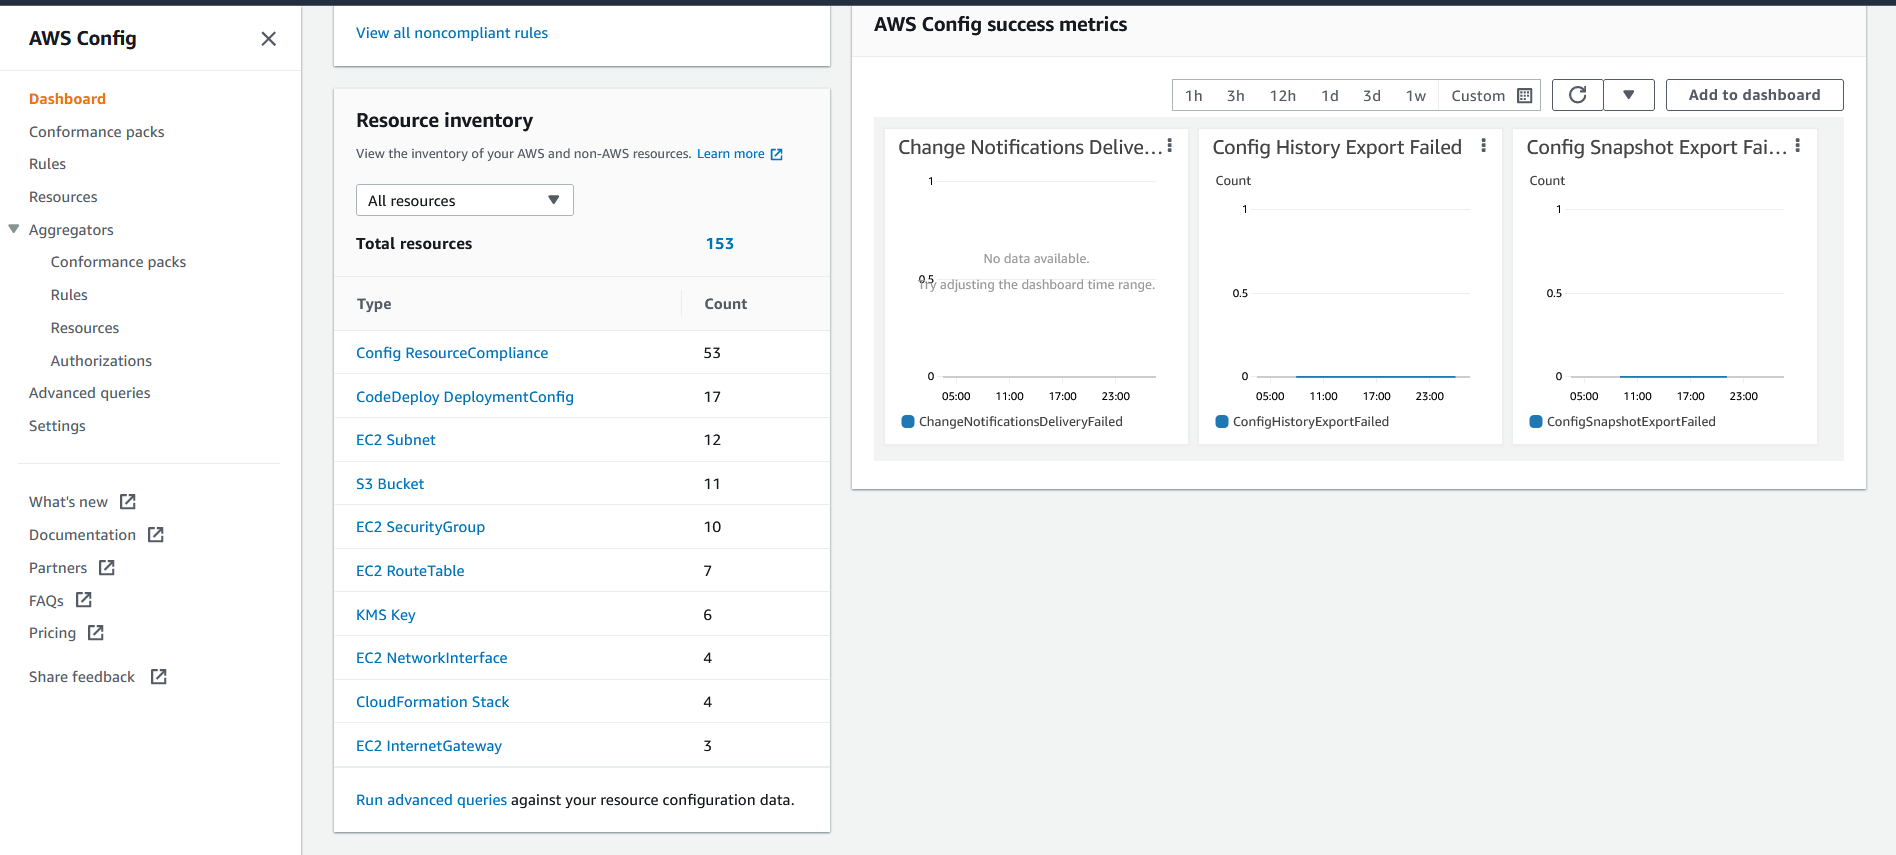 AWS Config
Dashboard
Conformance packs
Rules
Resources
Aggregators
Conformance packs
Rules
Resources
Authorizations
Advanced queries
Settings
What's new
Documentation
Partners
FAQs
Pricing
Share feedback
View all noncompliant rules
Resource inventory
View the inventory of your AWS and non-AWS resources. Learn more
All resources
Total resources 153
Type Count
Config ResourceCompliance 53
CodeDeploy DeploymentConfig 17
EC2 Subnet 12
S3 Bucket 11
EC2 SecurityGroup 10
EC2 RouteTable 7
KMS Key 6
EC2 NetworkInterface 4
CloudFormation Stack 4
EC2 InternetGateway 3
Run advanced queries against your resource configuration data.
AWS Config success metrics
1h 3h 12h 1d 3d 1w Custom Add to dashboard
Change Notifications Delive...
1
No data available.
0.5
Try adjusting the dashboard time range.
0
05:00 11:00 17:00 23:00
ChangeNotificationsDeliveryFailed
Config History Export Failed
Count
1
0.5
0
05:00 11:00 17:00 23:00
ConfigHistoryExportFailed
Config Snapshot Export Fai...
Count
1
0.5
0
05:00 11:00 17:00 23:00
ConfigSnapshotExportFailed